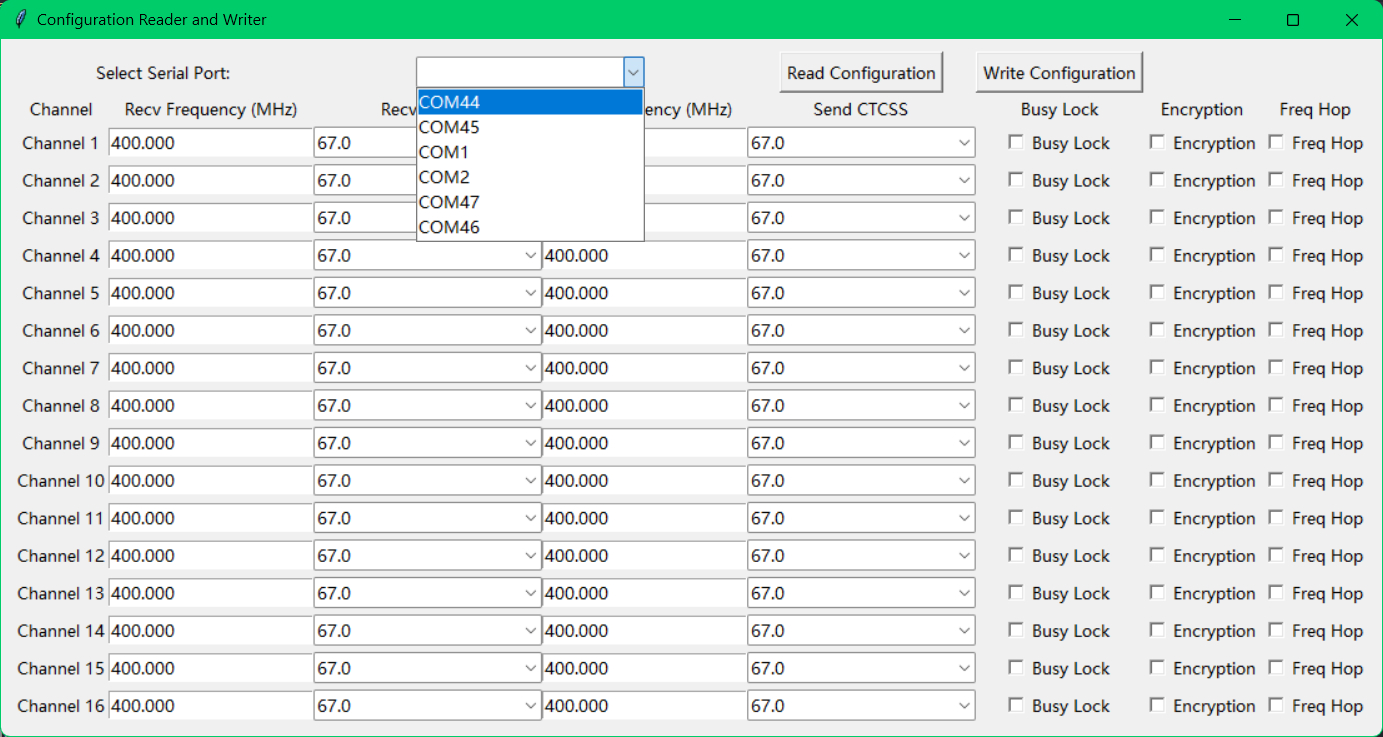 Configuration Reader and Writer
Select Serial Port: Read Configuration Write Configuration
Channel Recv Frequency (MHz) Recv (MHz) Send CTCSS Busy Lock Encryption Freq Hop
COM44
COM45
COM1
COM2
COM47
COM46
Channel 1 400.000 67.0 67.0 Busy Lock Encryption Freq Hop
Channel 2 400.000 67.0 67.0 Busy Lock Encryption Freq Hop
Channel 3 400.000 67.0 67.0 Busy Lock Encryption Freq Hop
Channel 4 400.000 67.0 400.000 67.0 Busy Lock Encryption Freq Hop
Channel 5 400.000 67.0 400.000 67.0 Busy Lock Encryption Freq Hop
Channel 6 400.000 67.0 400.000 67.0 Busy Lock Encryption Freq Hop
Channel 7 400.000 67.0 400.000 67.0 Busy Lock Encryption Freq Hop
Channel 8 400.000 67.0 400.000 67.0 Busy Lock Encryption Freq Hop
Channel 9 400.000 67.0 400.000 67.0 Busy Lock Encryption Freq Hop
Channel 10 400.000 67.0 400.000 67.0 Busy Lock Encryption Freq Hop
Channel 11 400.000 67.0 400.000 67.0 Busy Lock Encryption Freq Hop
Channel 12 400.000 67.0 400.000 67.0 Busy Lock Encryption Freq Hop
Channel 13 400.000 67.0 400.000 67.0 Busy Lock Encryption Freq Hop
Channel 14 400.000 67.0 400.000 67.0 Busy Lock Encryption Freq Hop
Channel 15 400.000 67.0 400.000 67.0 Busy Lock Encryption Freq Hop
Channel 16 400.000 67.0 400.000 67.0 Busy Lock Encryption Freq Hop